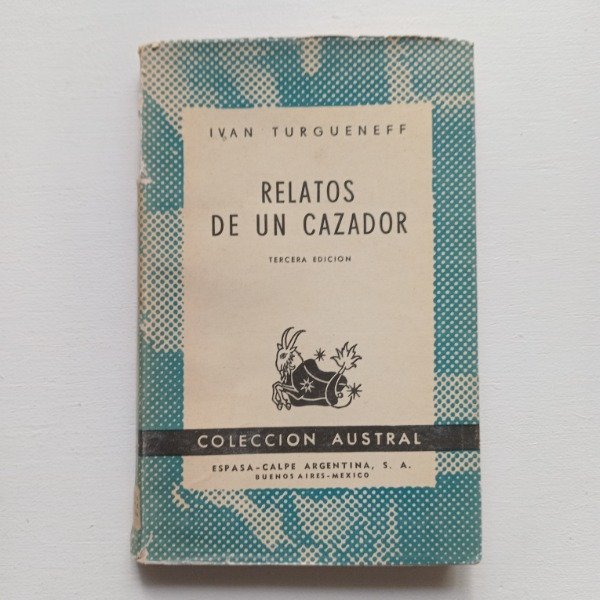 IVAN TURGUENEFF
RELATOS
DE UN CAZADOR
TERCERA EDICION
COLECCION AUSTRAL
ESPASA-CALPE ARGENTINA, S. A.
BUENOS AIRES-MEXICO